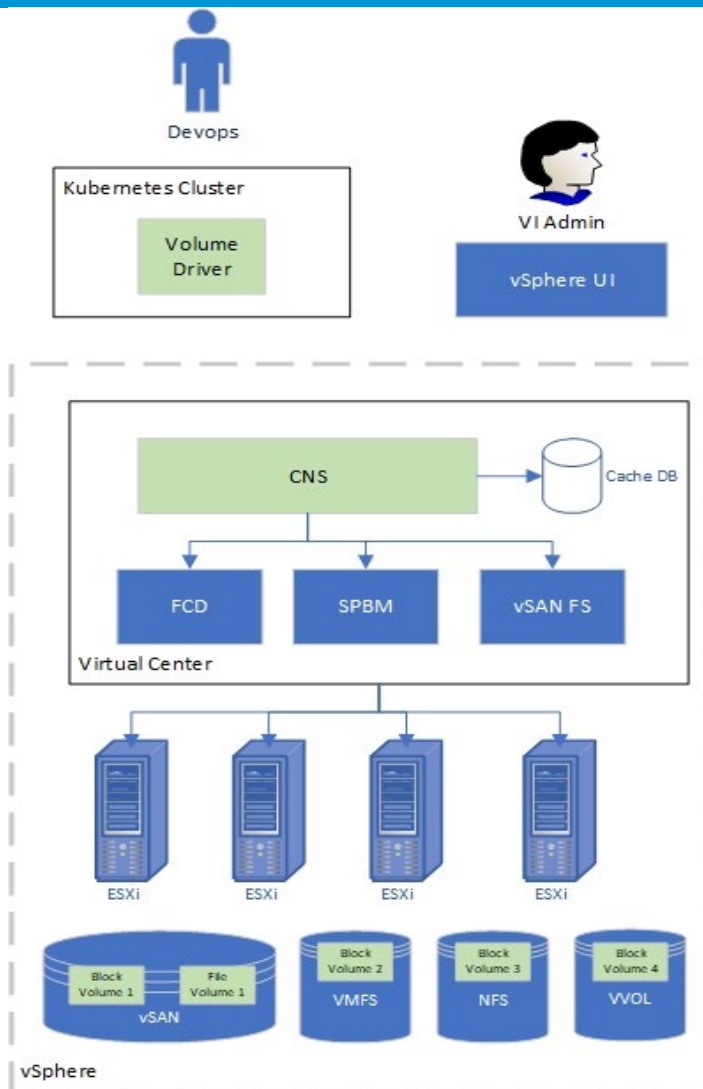 Devops
Kubernetes Cluster
Volume
Driver
VI Admin
vSphere UI
CNS
Cache DB
FCD
SPBM
vSAN FS
Virtual Center
ESXi
ESXi
ESXi
ESXi
Block
Volume 1
File
Volume 1
vSAN
Block
Volume 2
VMFS
Block
Volume 3
NFS
Block
Volume 4
VVOL
vSphere